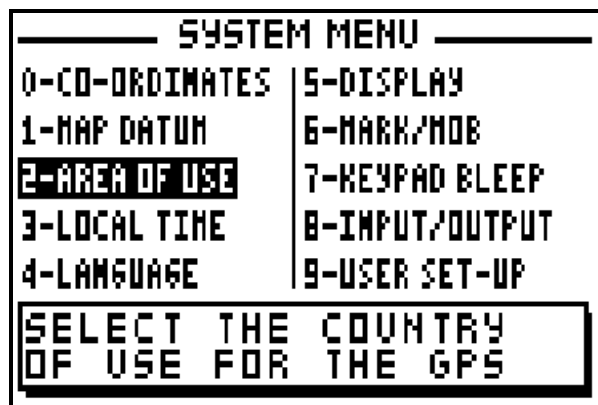 SYSTEM MENU
0-CO-ORDINATES
1-MAP DATUM
2-AREA OF USE
3-LOCAL TIME
4-LANGUAGE
5-DISPLAY
6-MARK/MOB
7-KEYPAD BLEEP
8-INPUT/OUTPUT
9-USER SET-UP
SELECT THE COUNTRY
OF USE FOR THE GPS